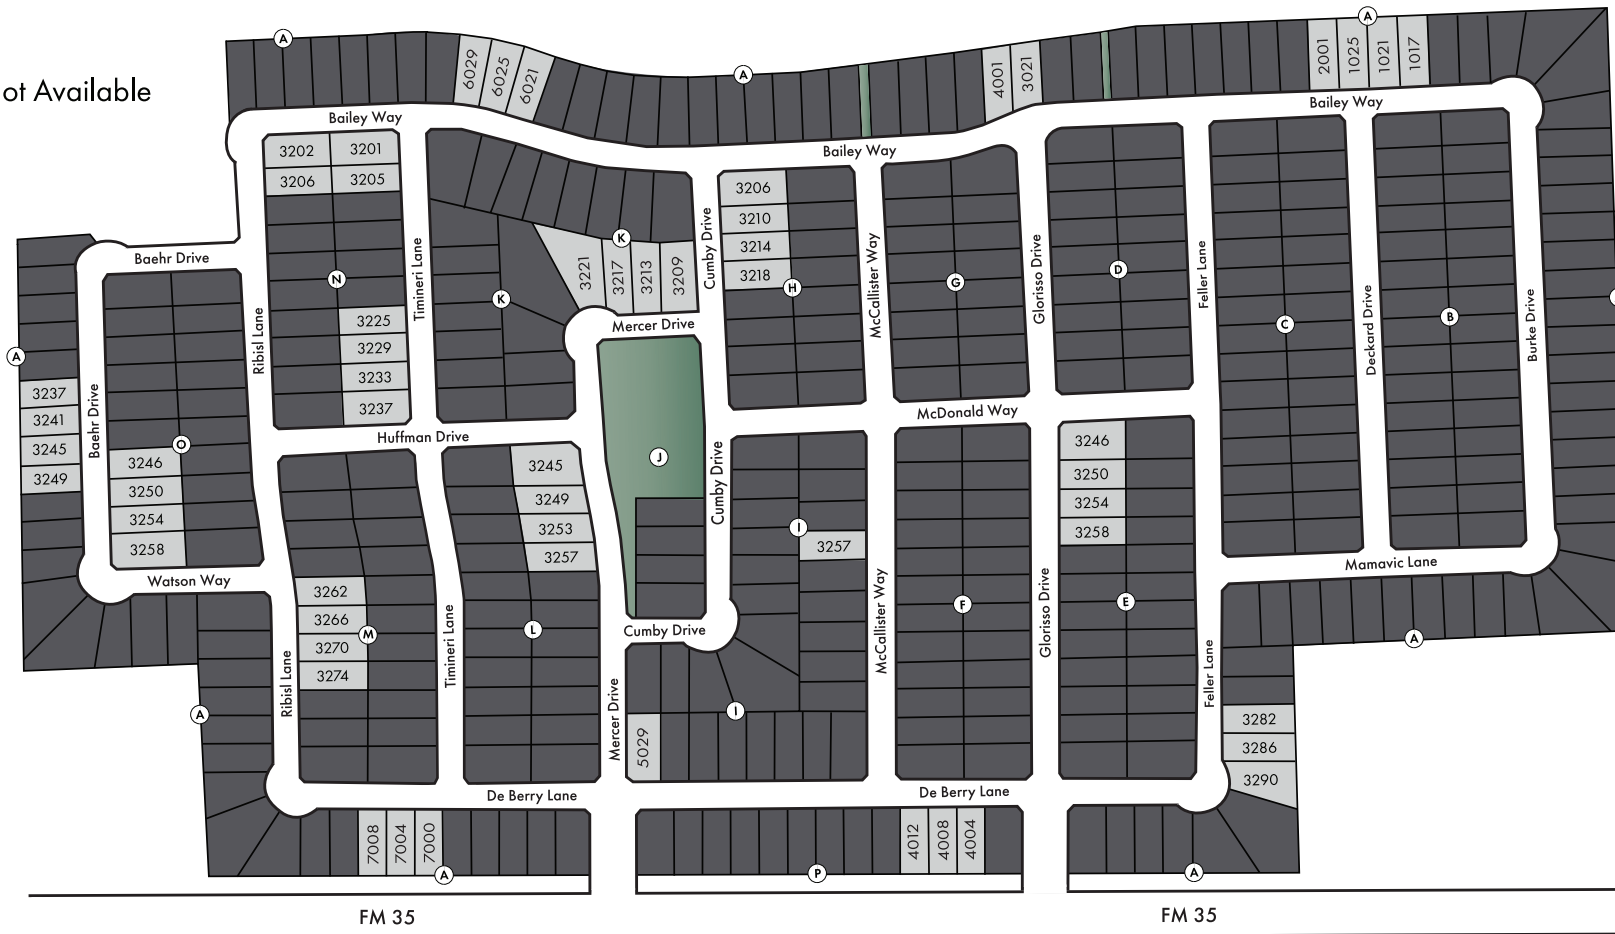 ot Available
A
A
A
6029
6025
6021
4001
3021
2001
1025
1021
1017
Bailey Way
Bailey Way
Bailey Way
3202
3201
3206
3205
N
3225
3229
3233
3237
Ribisl Lane
Timineri Lane
K
K
3221
3217
3213
3209
Mercer Drive
Cumby Drive
3206
3210
3214
3218
H
McCallister Way
G
Glorisso Drive
D
Feller Lane
C
Deckard Drive
B
Burke Drive
Baehr Drive
A
3237
3241
3245
3249
Baehr Drive
O
3246
3250
3254
3258
Watson Way
Huffman Drive
McDonald Way
J
Cumby Drive
3245
3249
3253
3257
L
3262
3266
3270
3274
M
Ribisl Lane
Timineri Lane
Mercer Drive
Cumby Drive
I
3257
I
5029
McCallister Way
F
Glorisso Drive
3246
3250
3254
3258
E
Feller Lane
Mamavic Lane
A
3282
3286
3290
A
De Berry Lane
De Berry Lane
7008
7004
7000
A
4012
4008
4004
P
A
FM 35
FM 35